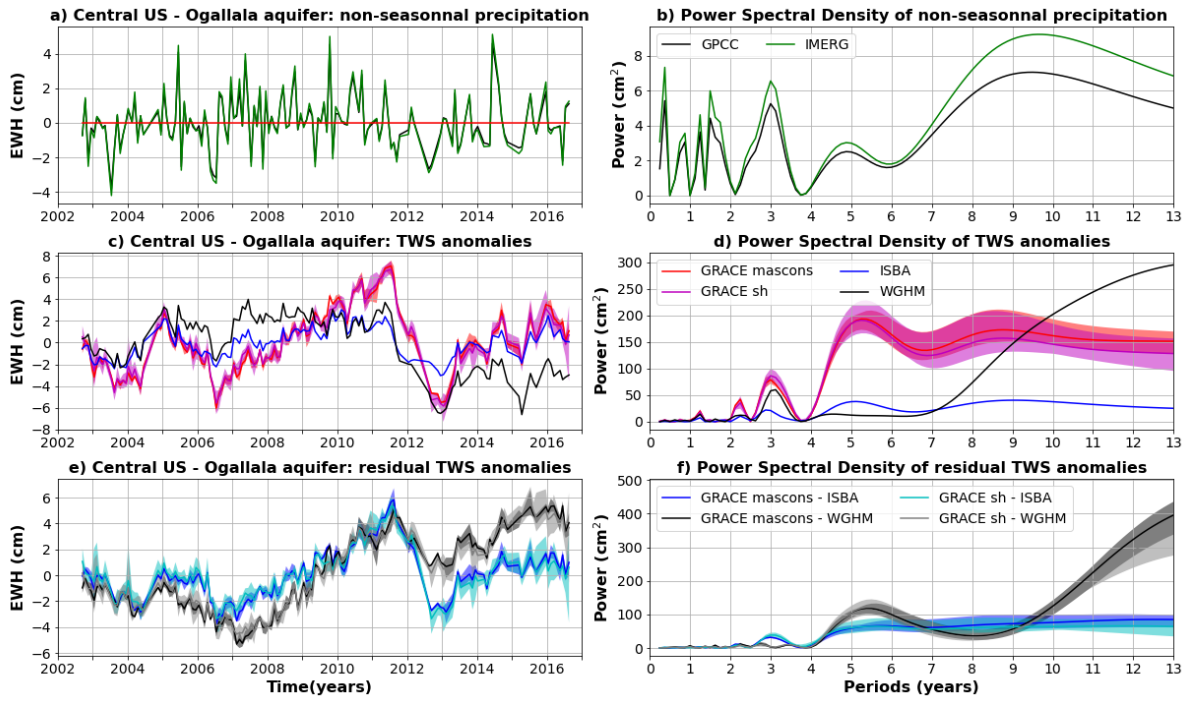 a) Central US - Ogallala aquifer: non-seasonnal precipitation
EWH (cm)
4
2
0
−2
−4
2002 2004 2006 2008 2010 2012 2014 2016
b) Power Spectral Density of non-seasonnal precipitation
GPCC IMERG
Power (cm²)
8
6
4
2
0
0 1 2 3 4 5 6 7 8 9 10 11 12 13
c) Central US - Ogallala aquifer: TWS anomalies
EWH (cm)
8
6
4
2
0
−2
−4
−6
−8
2002 2004 2006 2008 2010 2012 2014 2016
d) Power Spectral Density of TWS anomalies
GRACE mascons ISBA
GRACE sh WGHM
Power (cm²)
300
250
200
150
100
50
0
0 1 2 3 4 5 6 7 8 9 10 11 12 13
e) Central US - Ogallala aquifer: residual TWS anomalies
EWH (cm)
6
4
2
0
−2
−4
−6
2002 2004 2006 2008 2010 2012 2014 2016
Time(years)
f) Power Spectral Density of residual TWS anomalies
GRACE mascons - ISBA GRACE sh - ISBA
GRACE mascons - WGHM GRACE sh - WGHM
Power (cm²)
500
400
300
200
100
0
0 1 2 3 4 5 6 7 8 9 10 11 12 13
Periods (years)